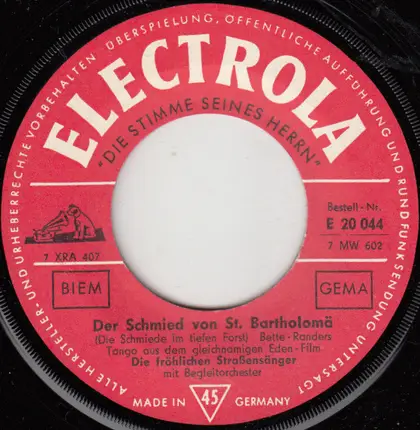 ALLE HERSTELLER- UND URHEBERRECHTE VORBEHALTEN · ÜBERSPIELUNG, ÖFFENTLICHE AUFFÜHRUNG UND RUNDFUNKSENDUNG UNTERSAGT
ELECTROLA
"DIE STIMME SEINES HERRN"
Bestell-Nr.
E 20 044
7 XRA 407
7 MW 602
BIEM
GEMA
Der Schmied von St. Bartholomä
(Die Schmiede im tiefen Forst) Bette-Randers
Tango aus dem gleichnamigen Eden-Film
Die fröhlichen Straßensänger
mit Begleitorchester
MADE IN 45 GERMANY